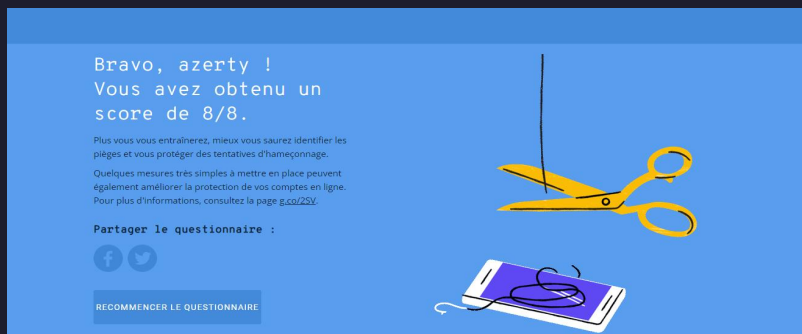 Bravo, azerty !
Vous avez obtenu un
score de 8/8.
Plus vous vous entraînerez, mieux vous saurez identifier les
pièges et vous protéger des tentatives d'hameçonnage.
Quelques mesures très simples à mettre en place peuvent
également améliorer la protection de vos comptes en ligne.
Pour plus d'informations, consultez la page g.co/2SV.
Partager le questionnaire :
RECOMMENCER LE QUESTIONNAIRE